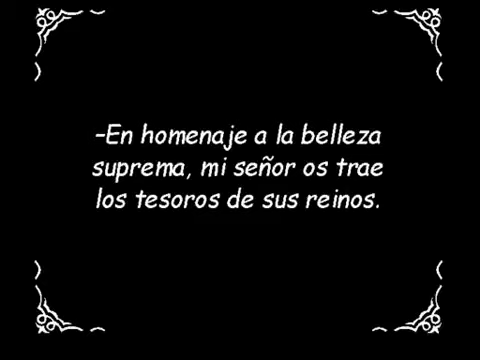 -En homenaje a la belleza
suprema, mi señor os trae
los tesoros de sus reinos.